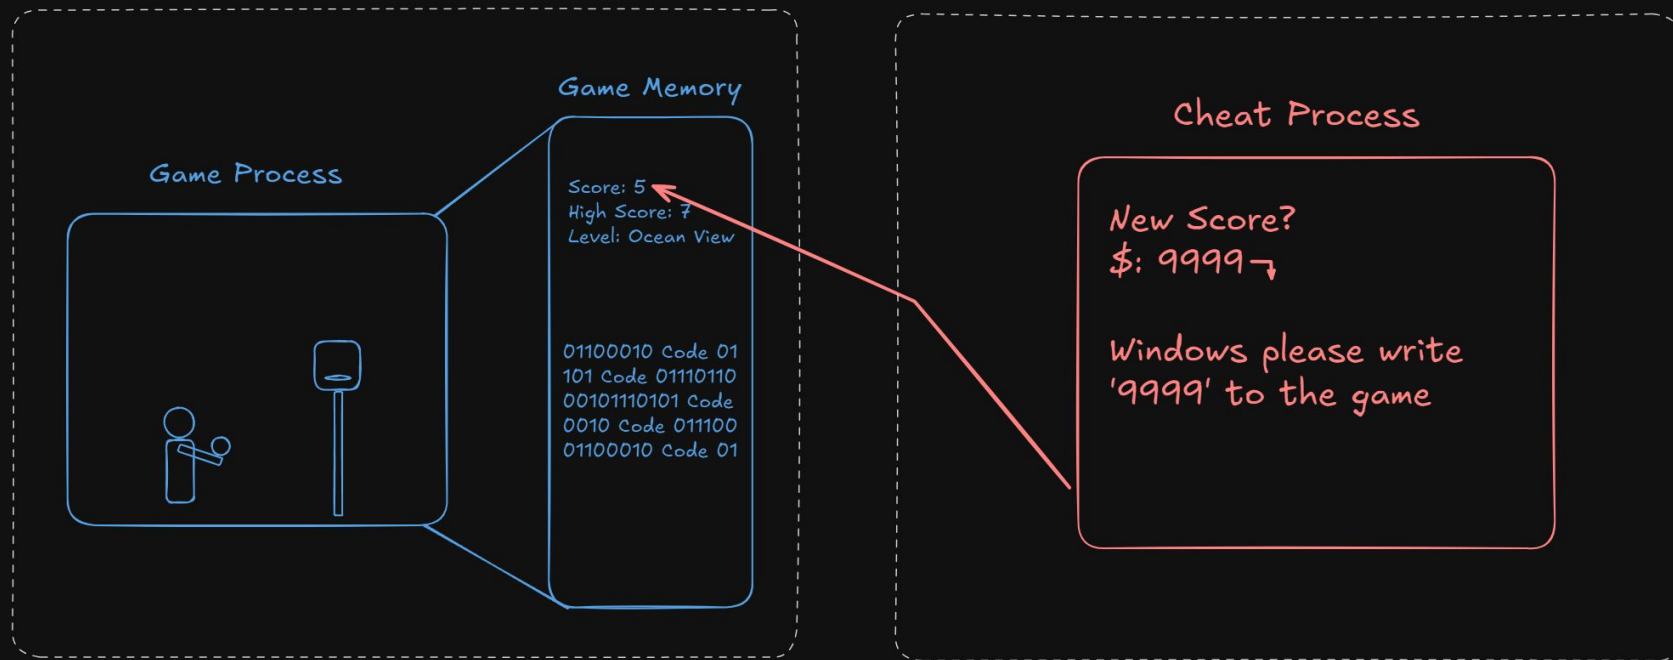 Game Process
Game Memory
Score: 5
High Score: 7
Level: Ocean View
01100010 Code 01
101 Code 01110110
00101110101 Code
0010 Code 011100
01100010 Code 01
Cheat Process
New Score?
$: 9999
Windows please write
'9999' to the game